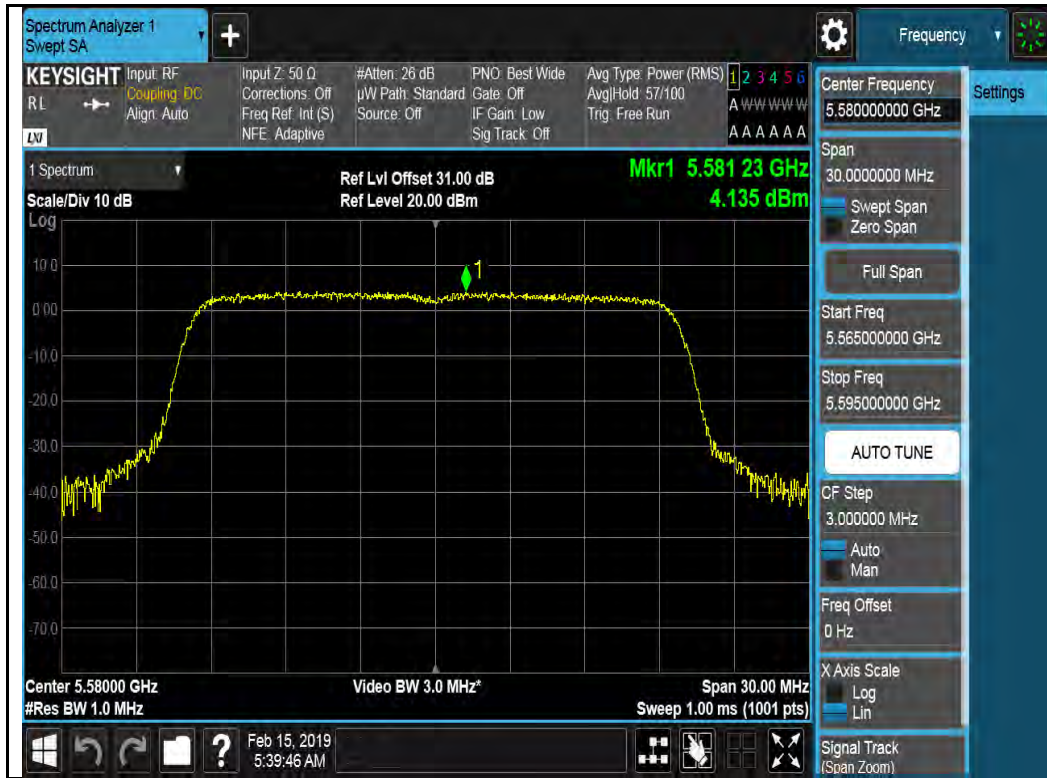 Spectrum Analyzer 1
Swept SA
Frequency
KEYSIGHT
RL
LXI
Input: RF
Coupling: DC
Align: Auto
Input Z: 50 Ω
Corrections: Off
Freq Ref: Int (S)
NFE: Adaptive
#Atten: 26 dB
µW Path: Standard
Source: Off
PNO: Best Wide
Gate: Off
IF Gain: Low
Sig Track: Off
Avg Type: Power (RMS)
Avg|Hold: 57/100
Trig: Free Run
1 2 3 4 5 6
A W W W W W
A A A A A A
1 Spectrum
Scale/Div 10 dB
Ref Lvl Offset 31.00 dB
Ref Level 20.00 dBm
Mkr1 5.581 23 GHz
4.135 dBm
Log
10.0
0.00
-10.0
-20.0
-30.0
-40.0
-50.0
-60.0
-70.0
1
Center 5.58000 GHz
#Res BW 1.0 MHz
Video BW 3.0 MHz*
Span 30.00 MHz
Sweep 1.00 ms (1001 pts)
Feb 15, 2019
5:39:46 AM
?
Center Frequency
5.580000000 GHz
Span
30.0000000 MHz
Swept Span
Zero Span
Full Span
Start Freq
5.565000000 GHz
Stop Freq
5.595000000 GHz
AUTO TUNE
CF Step
3.000000 MHz
Auto
Man
Freq Offset
0 Hz
X Axis Scale
Log
Lin
Signal Track
(Span Zoom)
Settings